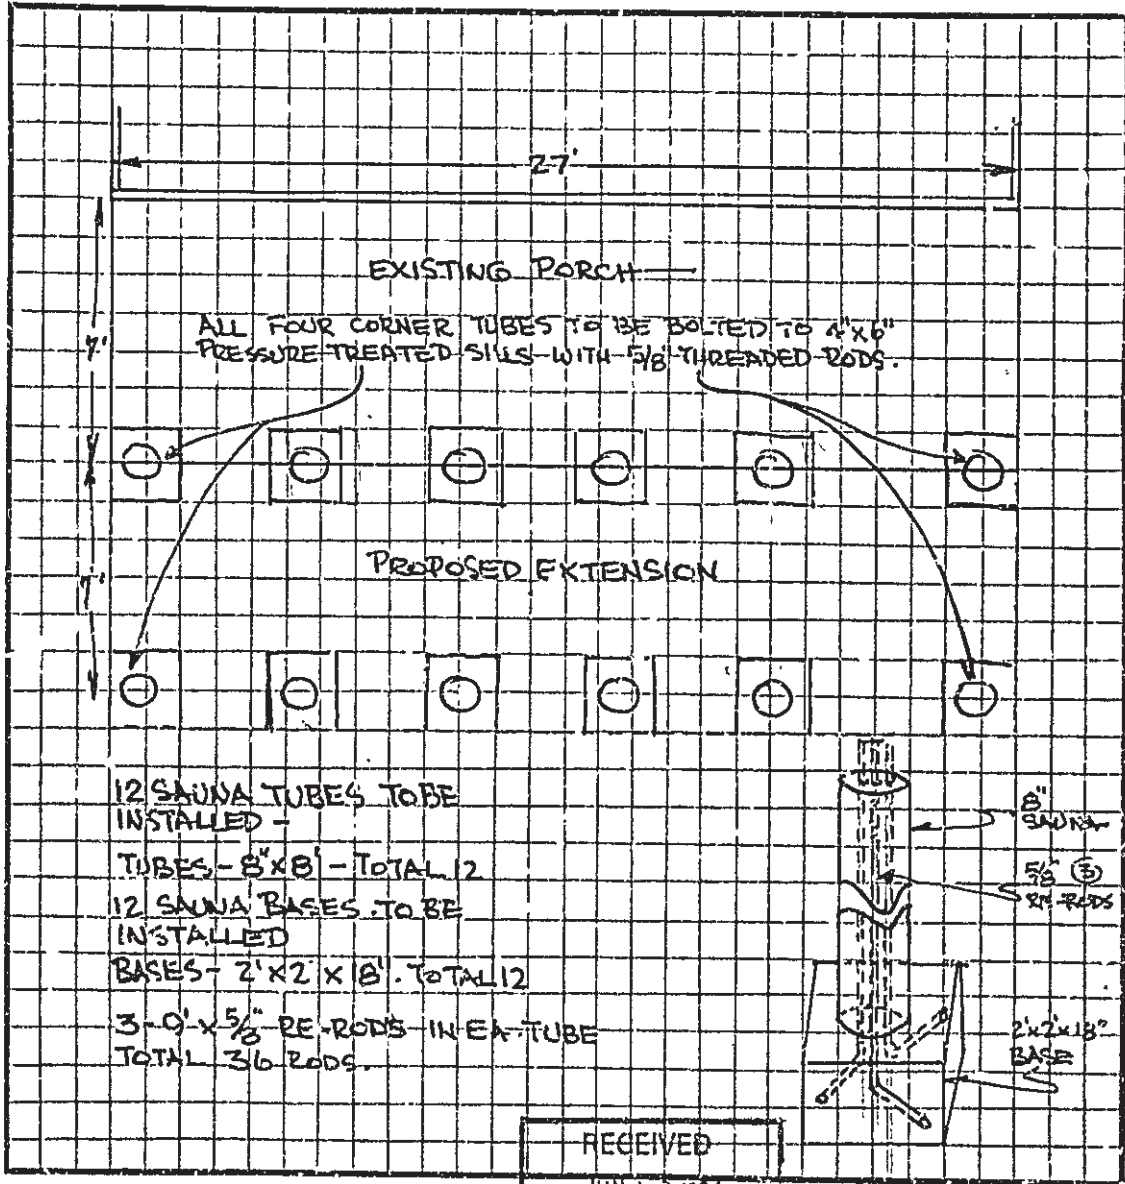 27'
EXISTING PORCH
ALL FOUR CORNER TUBES TO BE BOLTED TO 4"X6"
PRESSURE TREATED SILLS WITH 5/8" THREADED RODS.
7'
PROPOSED EXTENSION
7'
12 SAUNA TUBES TO BE
INSTALLED -
TUBES - 8"X8' - TOTAL 12
12 SAUNA BASES TO BE
INSTALLED
BASES - 2'X2'X18". TOTAL 12
3-9'X5/8" RE-RODS IN EA TUBE
TOTAL 36 RODS.
8"
SAUNA
5/8" (3)
RE-RODS
2'x2'x18"
BASE
RECEIVED